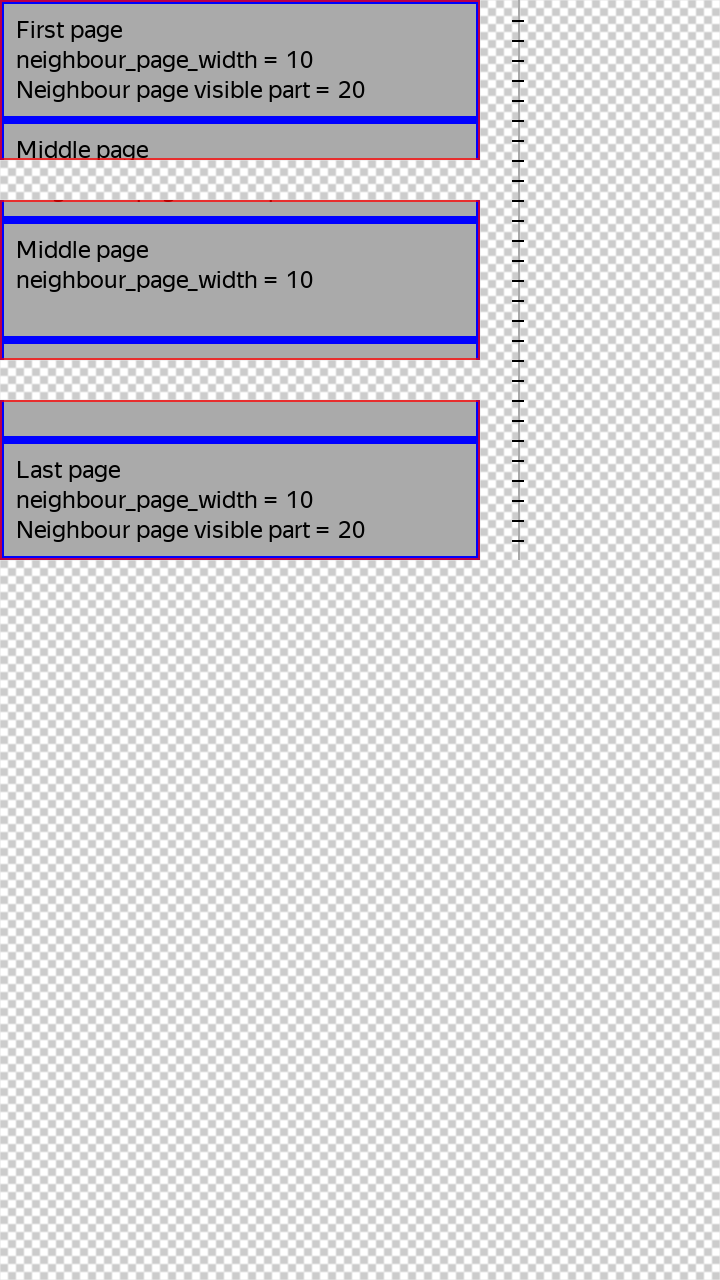 First page
neighbour_page_width = 10
Neighbour page visible part = 20
Middle page
Middle page
neighbour_page_width = 10
Last page
neighbour_page_width = 10
Neighbour page visible part = 20